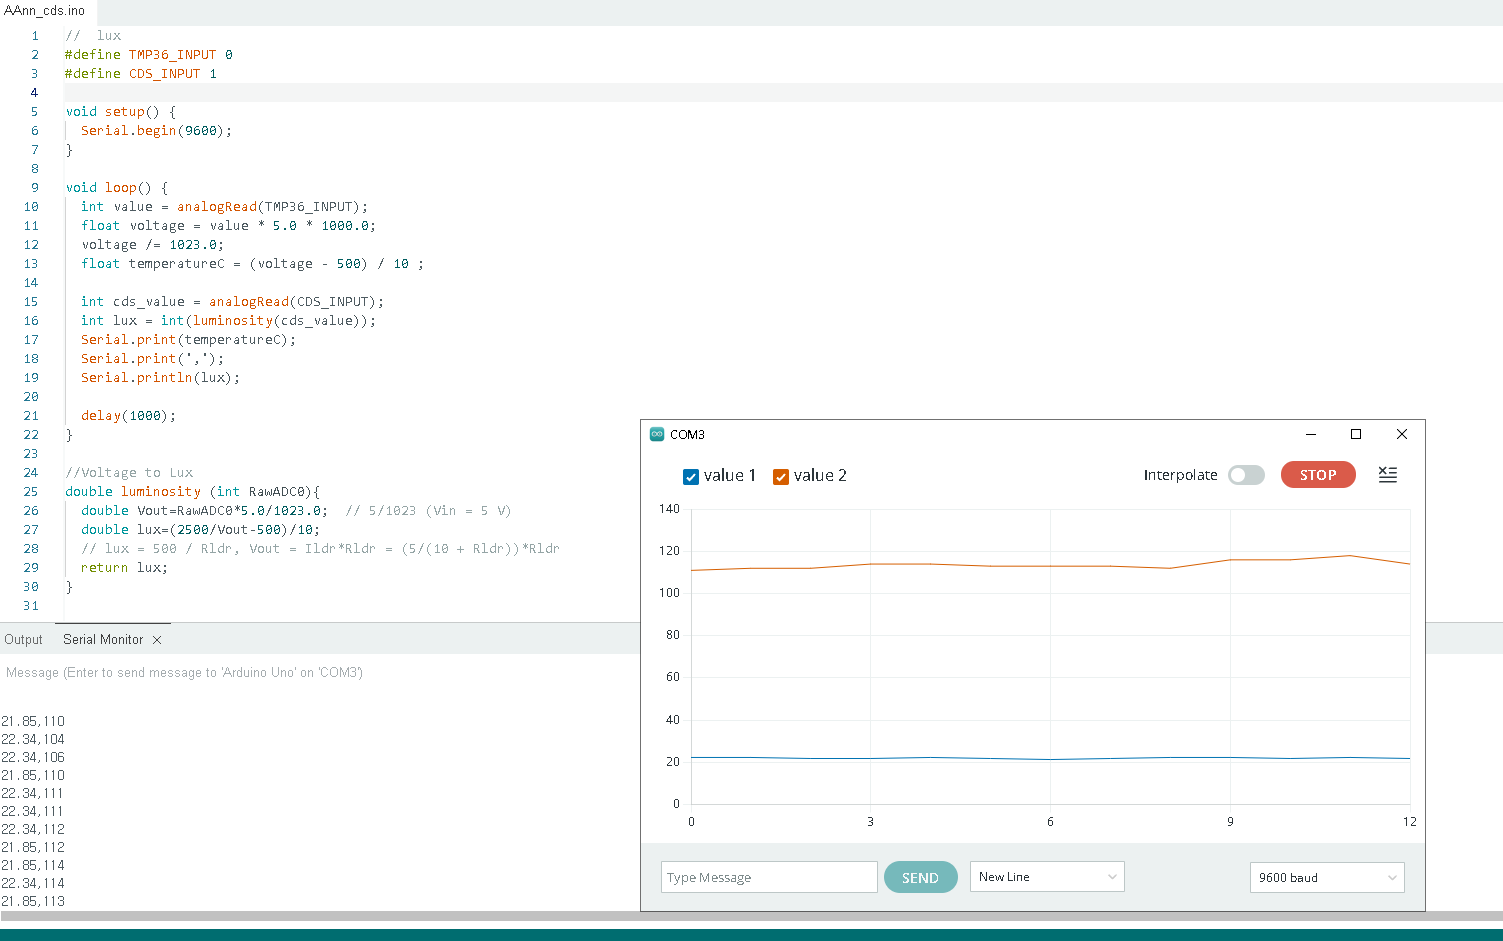 AAnn_cds.ino
1 // lux
2 #define TMP36_INPUT 0
3 #define CDS_INPUT 1
4
5 void setup() {
6 Serial.begin(9600);
7 }
8
9 void loop() {
10 int value = analogRead(TMP36_INPUT);
11 float voltage = value * 5.0 * 1000.0;
12 voltage /= 1023.0;
13 float temperatureC = (voltage - 500) / 10 ;
14
15 int cds_value = analogRead(CDS_INPUT);
16 int lux = int(luminosity(cds_value));
17 Serial.print(temperatureC);
18 Serial.print(",");
19 Serial.println(lux);
20
21 delay(1000);
22 }
23
24 //Voltage to Lux
25 double luminosity (int RawADC0){
26 double Vout=RawADC0*5.0/1023.0; // 5/1023 (Vin = 5 V)
27 double lux=(2500/Vout-500)/10;
28 // lux = 500 / Rldr, Vout = Ildr*Rldr = (5/(10 + Rldr))*Rldr
29 return lux;
30 }
31
Output Serial Monitor
Message (Enter to send message to 'Arduino Uno' on 'COM3')
21.85,110
22.34,104
22.34,106
21.85,110
22.34,111
22.34,111
22.34,112
21.85,112
21.85,114
22.34,114
21.85,113
COM3
value 1 value 2 Interpolate STOP
140
120
100
80
60
40
20
0
0 3 6 9 12
Type Message SEND New Line 9600 baud